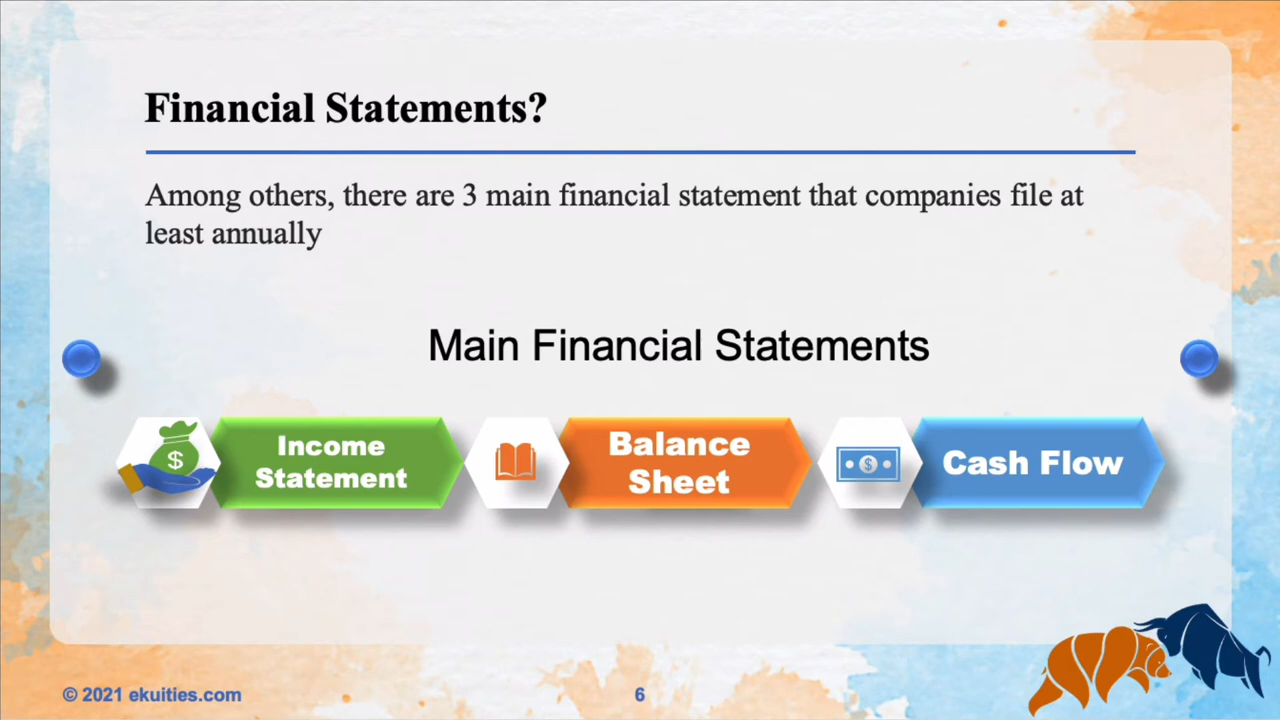 Financial Statements?
Among others, there are 3 main financial statement that companies file at
least annually
Main Financial Statements
$
Income
Statement
Balance
Sheet
$
Cash Flow
© 2021 ekuities.com
6